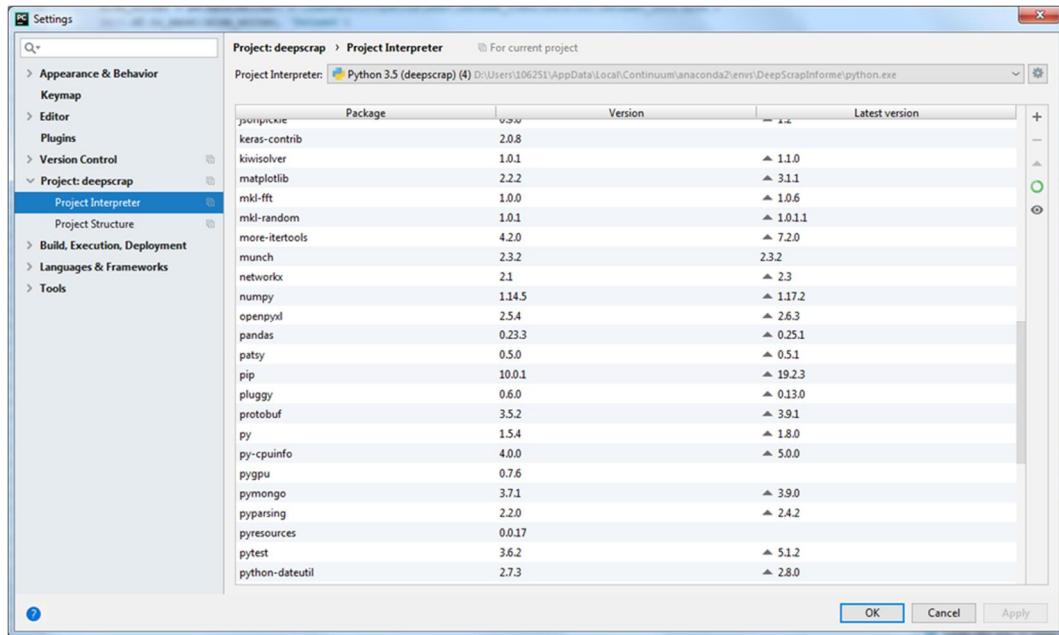 Settings
Project: deepscrap › Project Interpreter For current project
Appearance & Behavior
Keymap
Editor
Plugins
Version Control
Project: deepscrap
Project Interpreter
Project Structure
Build, Execution, Deployment
Languages & Frameworks
Tools
Project Interpreter: Python 3.5 (deepscrap) (4) D:\Users\106251\AppData\Local\Continuum\anaconda2\envs\DeepScrapInforme\python.exe
Package Version Latest version
jsonpickle 0.9.6 1.2
keras-contrib 2.0.8
kiwisolver 1.0.1 1.1.0
matplotlib 2.2.2 3.1.1
mkl-fft 1.0.0 1.0.6
mkl-random 1.0.1 1.0.1.1
more-itertools 4.2.0 7.2.0
munch 2.3.2 2.3.2
networkx 2.1 2.3
numpy 1.14.5 1.17.2
openpyxl 2.5.4 2.6.3
pandas 0.23.3 0.25.1
patsy 0.5.0 0.5.1
pip 10.0.1 19.2.3
pluggy 0.6.0 0.13.0
protobuf 3.5.2 3.9.1
py 1.5.4 1.8.0
py-cpuinfo 4.0.0 5.0.0
pygpu 0.7.6
pymongo 3.7.1 3.9.0
pyparsing 2.2.0 2.4.2
pyresources 0.0.17
pytest 3.6.2 5.1.2
python-dateutil 2.7.3 2.8.0
OK Cancel Apply